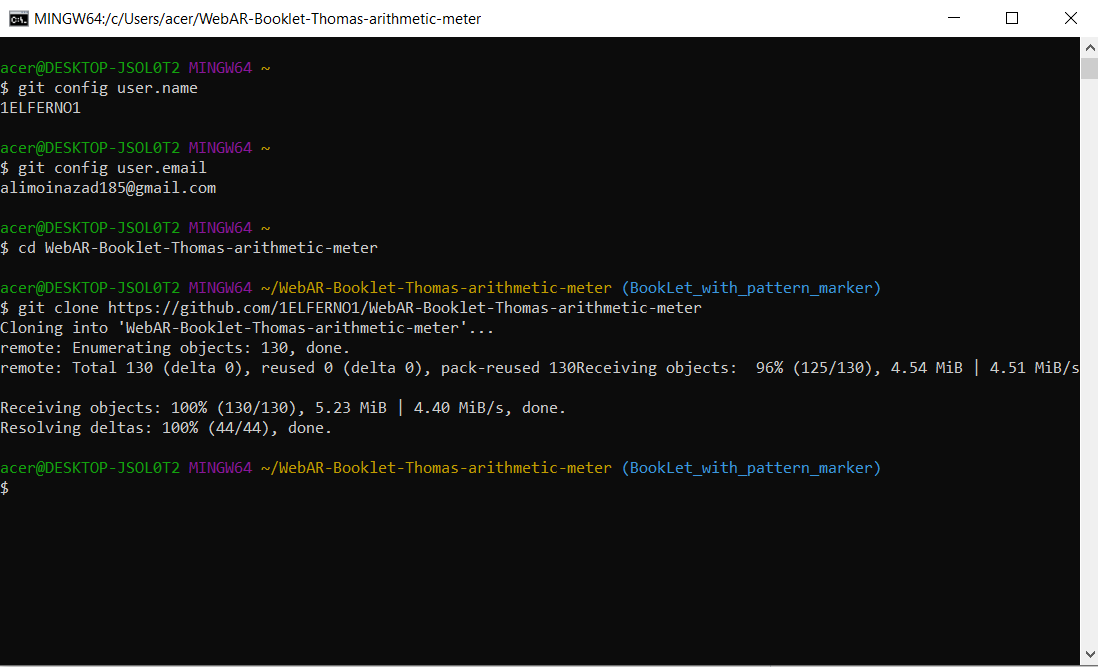 MINGW64:/c/Users/acer/WebAR-Booklet-Thomas-arithmetic-meter
acer@DESKTOP-JSOL0T2 MINGW64 ~
$ git config user.name
1ELFERNO1
acer@DESKTOP-JSOL0T2 MINGW64 ~
$ git config user.email
alimoinazad185@gmail.com
acer@DESKTOP-JSOL0T2 MINGW64 ~
$ cd WebAR-Booklet-Thomas-arithmetic-meter
acer@DESKTOP-JSOL0T2 MINGW64 ~/WebAR-Booklet-Thomas-arithmetic-meter (BookLet_with_pattern_marker)
$ git clone https://github.com/1ELFERNO1/WebAR-Booklet-Thomas-arithmetic-meter
Cloning into 'WebAR-Booklet-Thomas-arithmetic-meter'...
remote: Enumerating objects: 130, done.
remote: Total 130 (delta 0), reused 0 (delta 0), pack-reused 130Receiving objects:  96% (125/130), 4.54 MiB | 4.51 MiB/s
Receiving objects: 100% (130/130), 5.23 MiB | 4.40 MiB/s, done.
Resolving deltas: 100% (44/44), done.
acer@DESKTOP-JSOL0T2 MINGW64 ~/WebAR-Booklet-Thomas-arithmetic-meter (BookLet_with_pattern_marker)
$